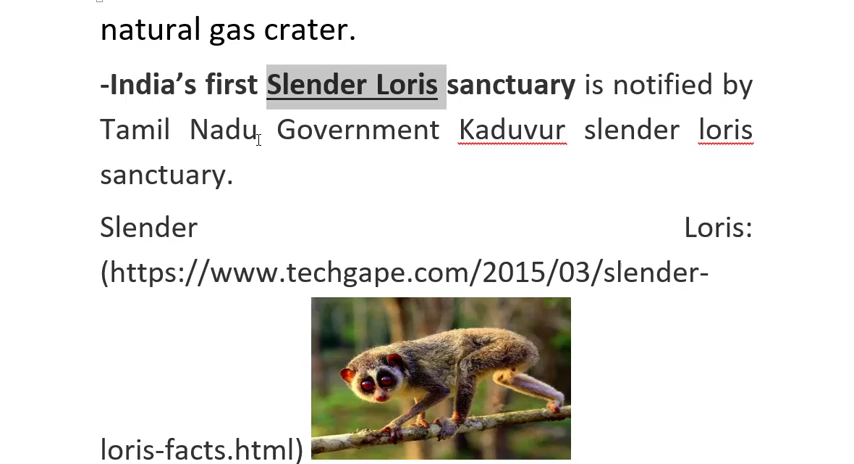 natural gas crater.
-India’s first Slender Loris sanctuary is notified by
Tamil Nadu Government Kaduvur slender loris
sanctuary.
Slender Loris:
(https://www.techgape.com/2015/03/slender-
loris-facts.html)